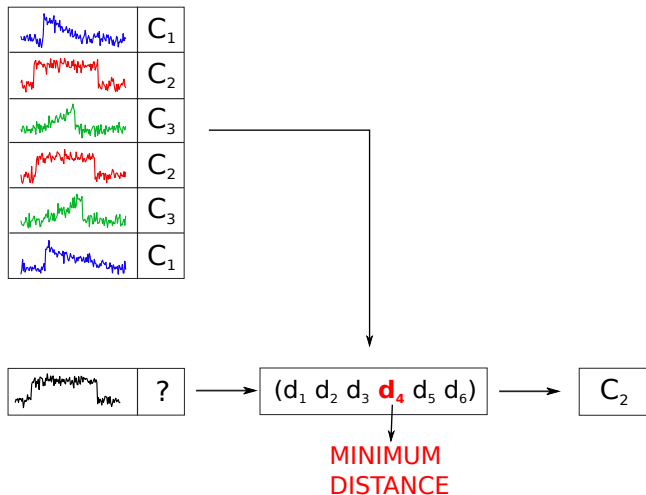 C₁
C₂
C₃
C₂
C₃
C₁
? (d₁ d₂ d₃ d₄ d₅ d₆) C₂
MINIMUM
DISTANCE